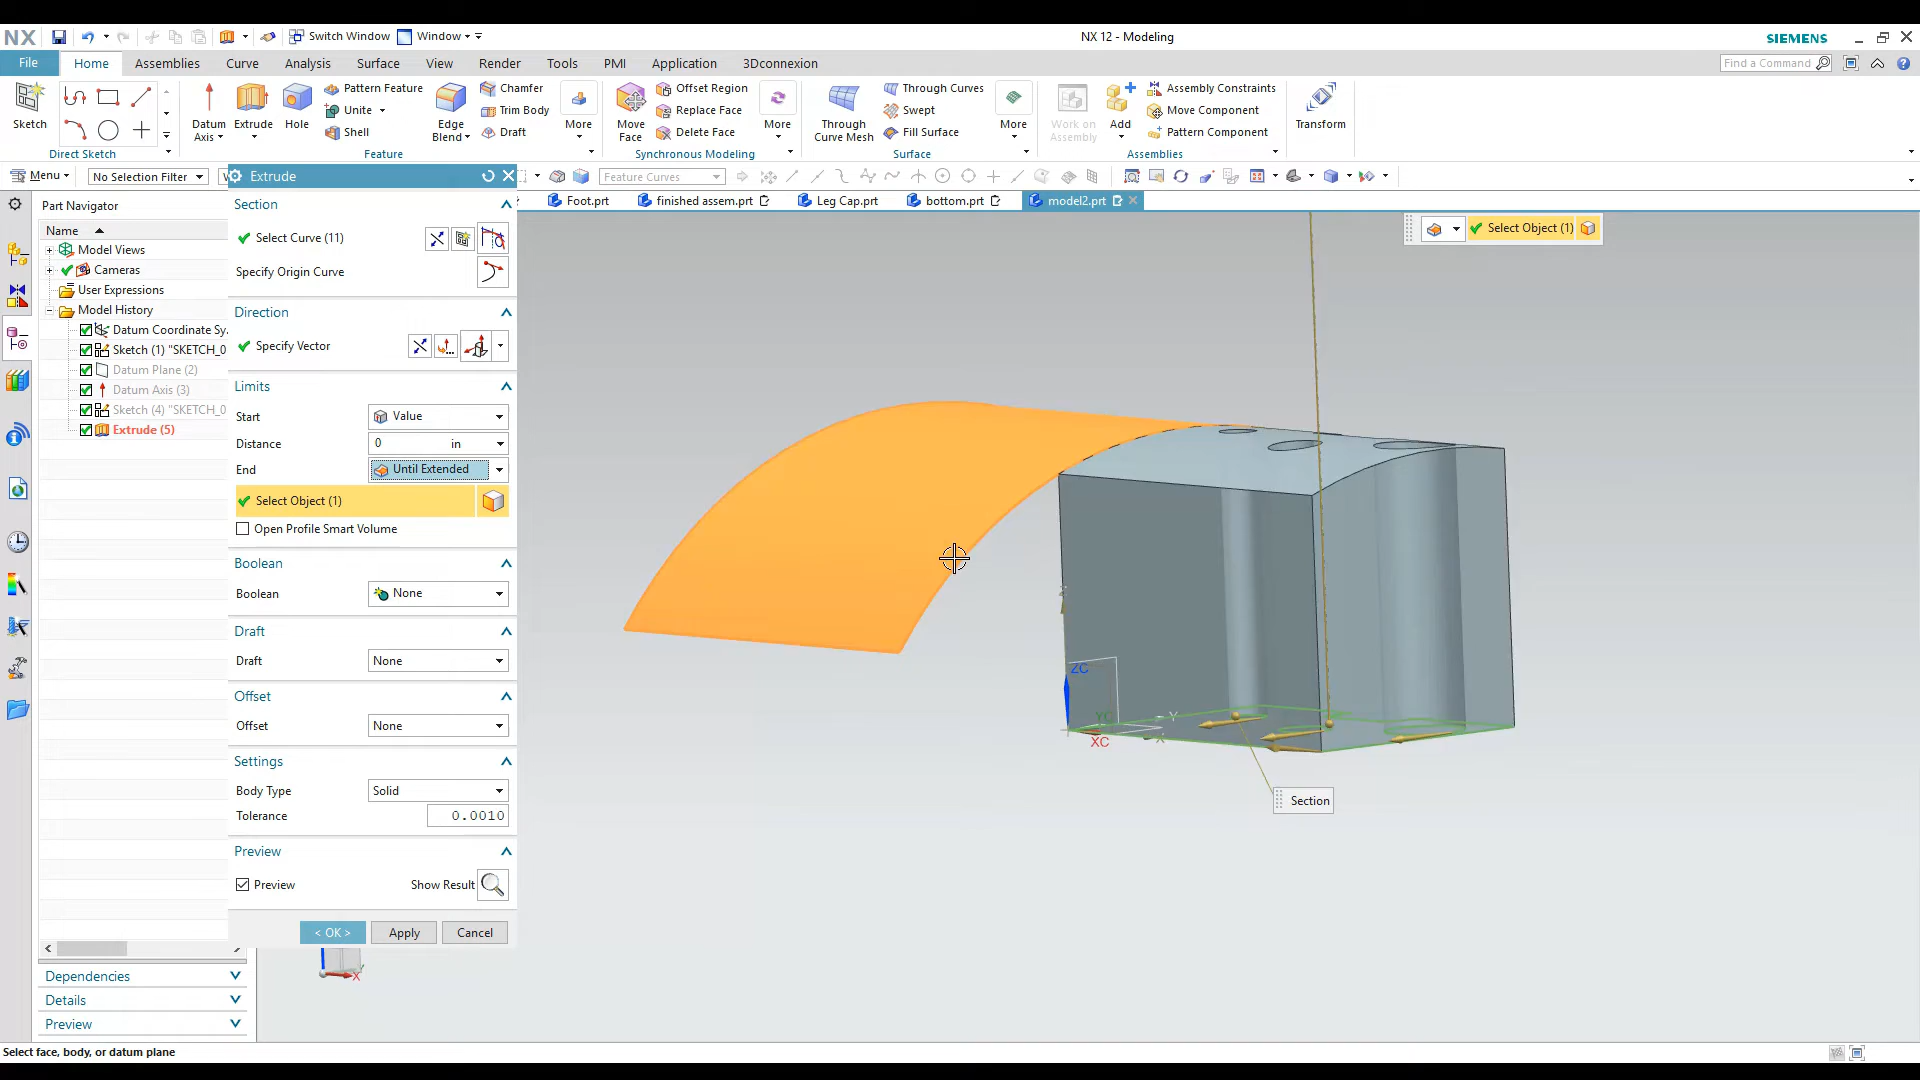 NX
Switch Window
Window
NX 12 - Modeling
SIEMENS
File
Home
Assemblies
Curve
Analysis
Surface
View
Render
Tools
PMI
Application
3Dconnexion
Find a Command
Sketch
Direct Sketch
Datum Axis
Extrude
Hole
Pattern Feature
Unite
Shell
Edge Blend
Chamfer
Trim Body
Draft
More
Feature
Move Face
Offset Region
Replace Face
Delete Face
More
Synchronous Modeling
Through Curve Mesh
Through Curves
Swept
Fill Surface
More
Surface
Work on Assembly
Add
Assembly Constraints
Move Component
Pattern Component
Assemblies
Transform
Menu
No Selection Filter
Feature Curves
Foot.prt
finished assem.prt
Leg Cap.prt
bottom.prt
model2.prt
Part Navigator
Name
Model Views
Cameras
User Expressions
Model History
Datum Coordinate Sy.
Sketch (1) "SKETCH_0
Datum Plane (2)
Datum Axis (3)
Sketch (4) "SKETCH_0
Extrude (5)
Dependencies
Details
Preview
Extrude
Section
Select Curve (11)
Specify Origin Curve
Direction
Specify Vector
Limits
Start
Value
Distance
0
in
End
Until Extended
Select Object (1)
Open Profile Smart Volume
Boolean
Boolean
None
Draft
Draft
None
Offset
Offset
None
Settings
Body Type
Solid
Tolerance
0.0010
Preview
Preview
Show Result
< OK >
Apply
Cancel
Select Object (1)
ZC
YC
XC
Y
X
Section
X
Select face, body, or datum plane